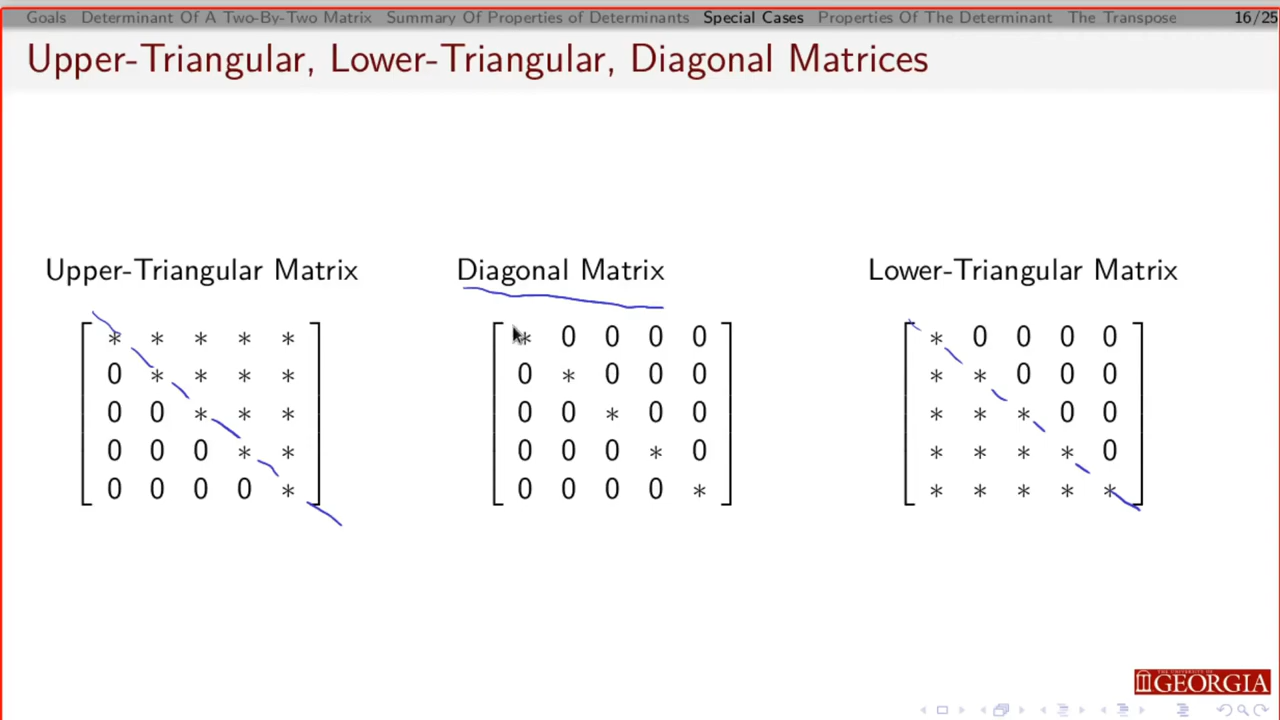 Goals Determinant Of A Two-By-Two Matrix Summary Of Properties of Determinants Special Cases Properties Of The Determinant The Transpose 16/25
Upper-Triangular, Lower-Triangular, Diagonal Matrices
Upper-Triangular Matrix Diagonal Matrix Lower-Triangular Matrix
* * * * * * 0 0 0 0 * 0 0 0 0
0 * * * * 0 * 0 0 0 * * 0 0 0
0 0 * * * 0 0 * 0 0 * * * 0 0
0 0 0 * * 0 0 0 * 0 * * * * 0
0 0 0 0 * 0 0 0 0 * * * * * *
GEORGIA